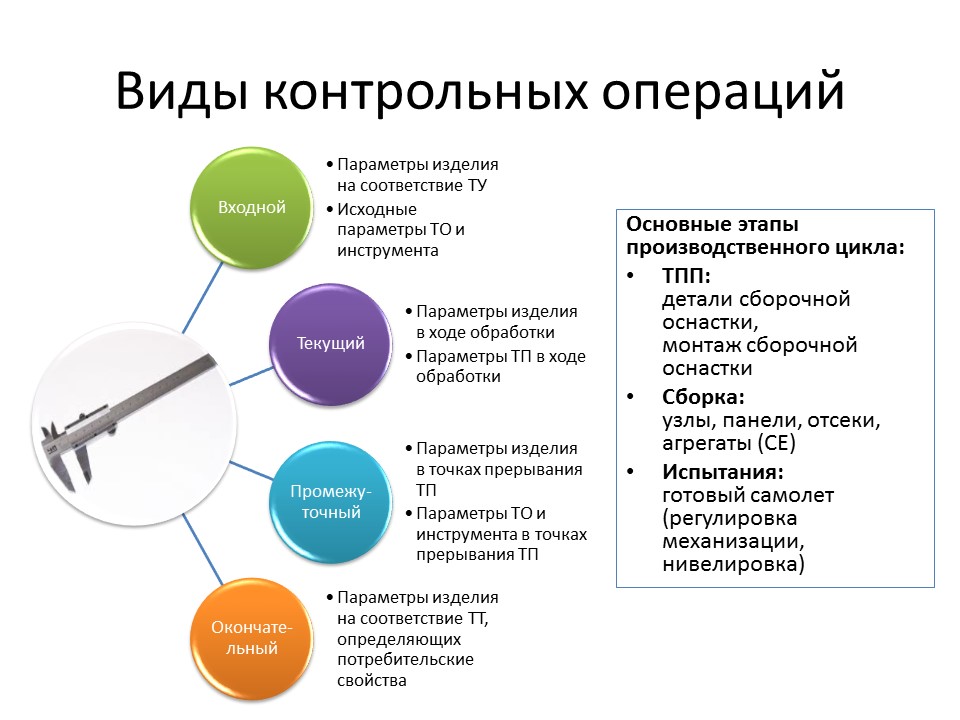 Виды контрольных операций
Входной
• Параметры изделия
на соответствие ТУ
• Исходные
параметры ТО и
инструмента
Текущий
• Параметры изделия
в ходе обработки
• Параметры ТП в ходе
обработки
Промежу-
точный
• Параметры изделия
в точках прерывания
ТП
• Параметры ТО и
инструмента в точках
прерывания ТП
Окончате-
льный
• Параметры изделия
на соответствие ТТ,
определяющих
потребительские
свойства
Основные этапы
производственного цикла:
• ТПП:
детали сборочной
оснастки,
монтаж сборочной
оснастки
• Сборка:
узлы, панели, отсеки,
агрегаты (СЕ)
• Испытания:
готовый самолет
(регулировка
механизации,
нивелировка)